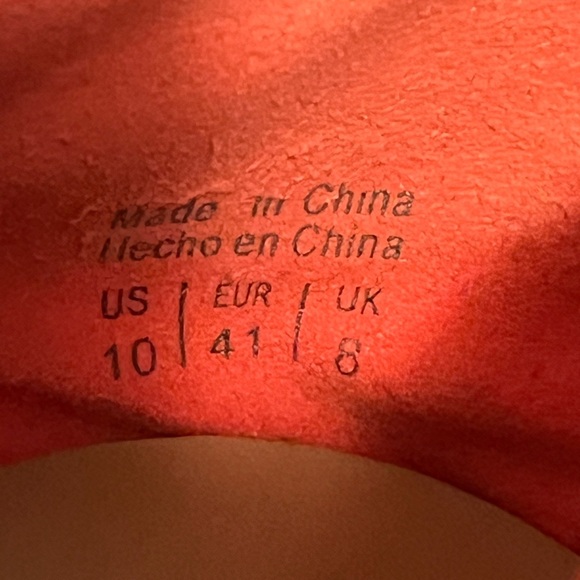 Made in China
Hecho en China
US | EUR | UK
10 | 41 | 8